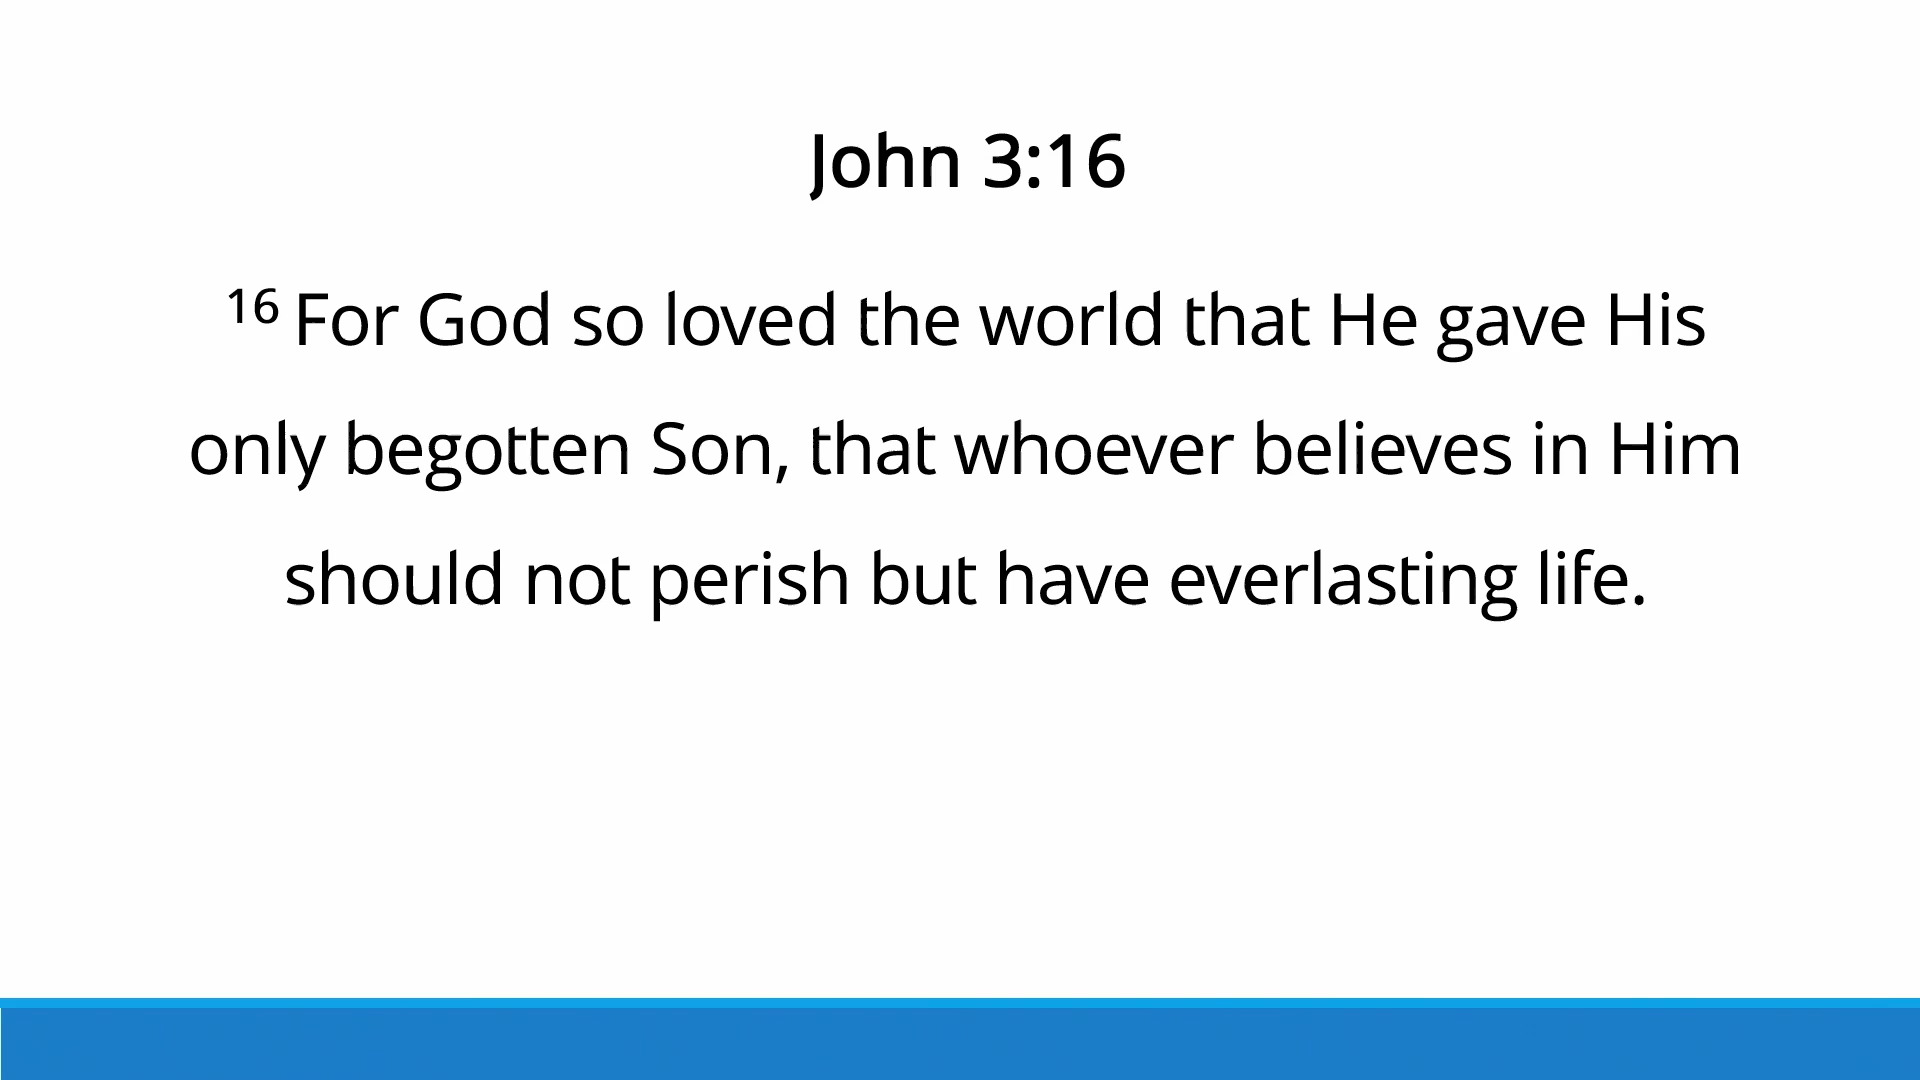 John 3:16
16 For God so loved the world that He gave His
only begotten Son, that whoever believes in Him
should not perish but have everlasting life.